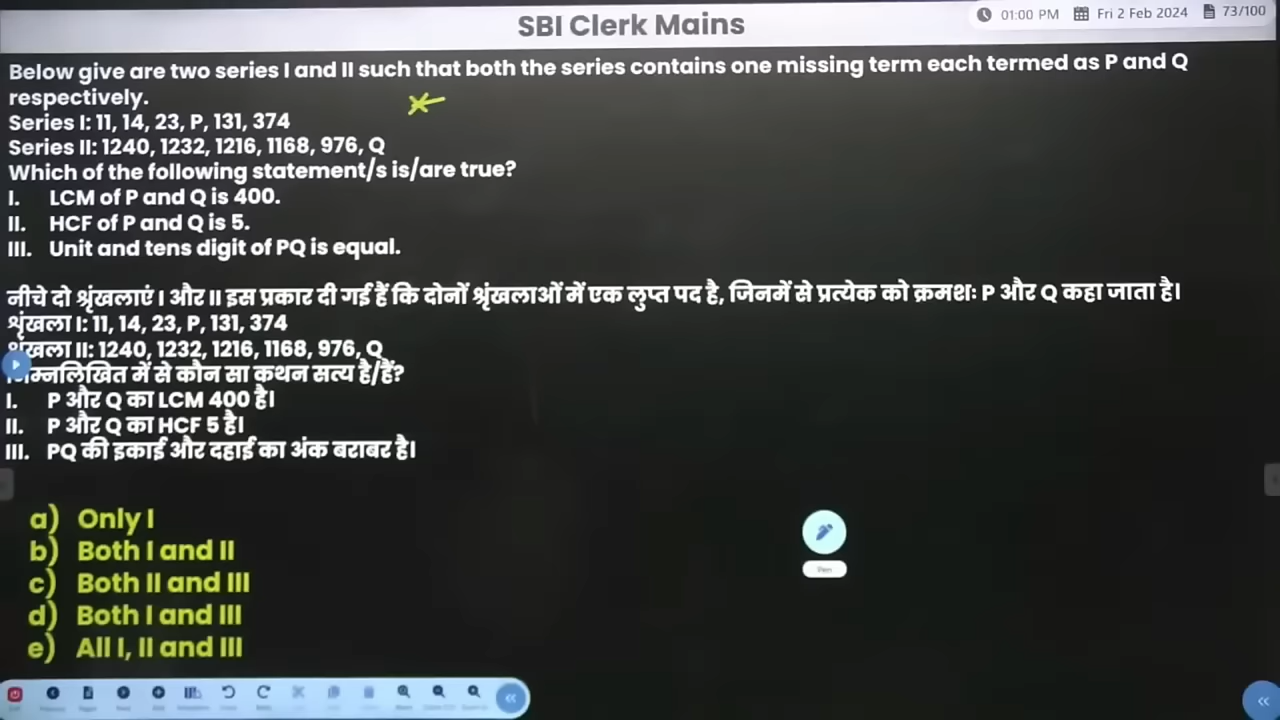 SBI Clerk Mains
01:00 PM Fri 2 Feb 2024 73/100
Below give are two series I and II such that both the series contains one missing term each termed as P and Q
respectively.
Series I: 11, 14, 23, P, 131, 374
Series II: 1240, 1232, 1216, 1168, 976, Q
Which of the following statement/s is/are true?
I. LCM of P and Q is 400.
II. HCF of P and Q is 5.
III. Unit and tens digit of PQ is equal.
नीचे दो श्रृंखलाएं I और II इस प्रकार दी गई हैं कि दोनों श्रृंखलाओं में एक लुप्त पद है, जिनमें से प्रत्येक को क्रमशः P और Q कहा जाता है।
श्रृंखला I: 11, 14, 23, P, 131, 374
श्रृंखला II: 1240, 1232, 1216, 1168, 976, Q
निम्नलिखित में से कौन सा कथन सत्य है/हैं?
I. P और Q का LCM 400 है।
II. P और Q का HCF 5 है।
III. PQ की इकाई और दहाई का अंक बराबर है।
a) Only I
b) Both I and II
c) Both II and III
d) Both I and III
e) All I, II and III
Pen